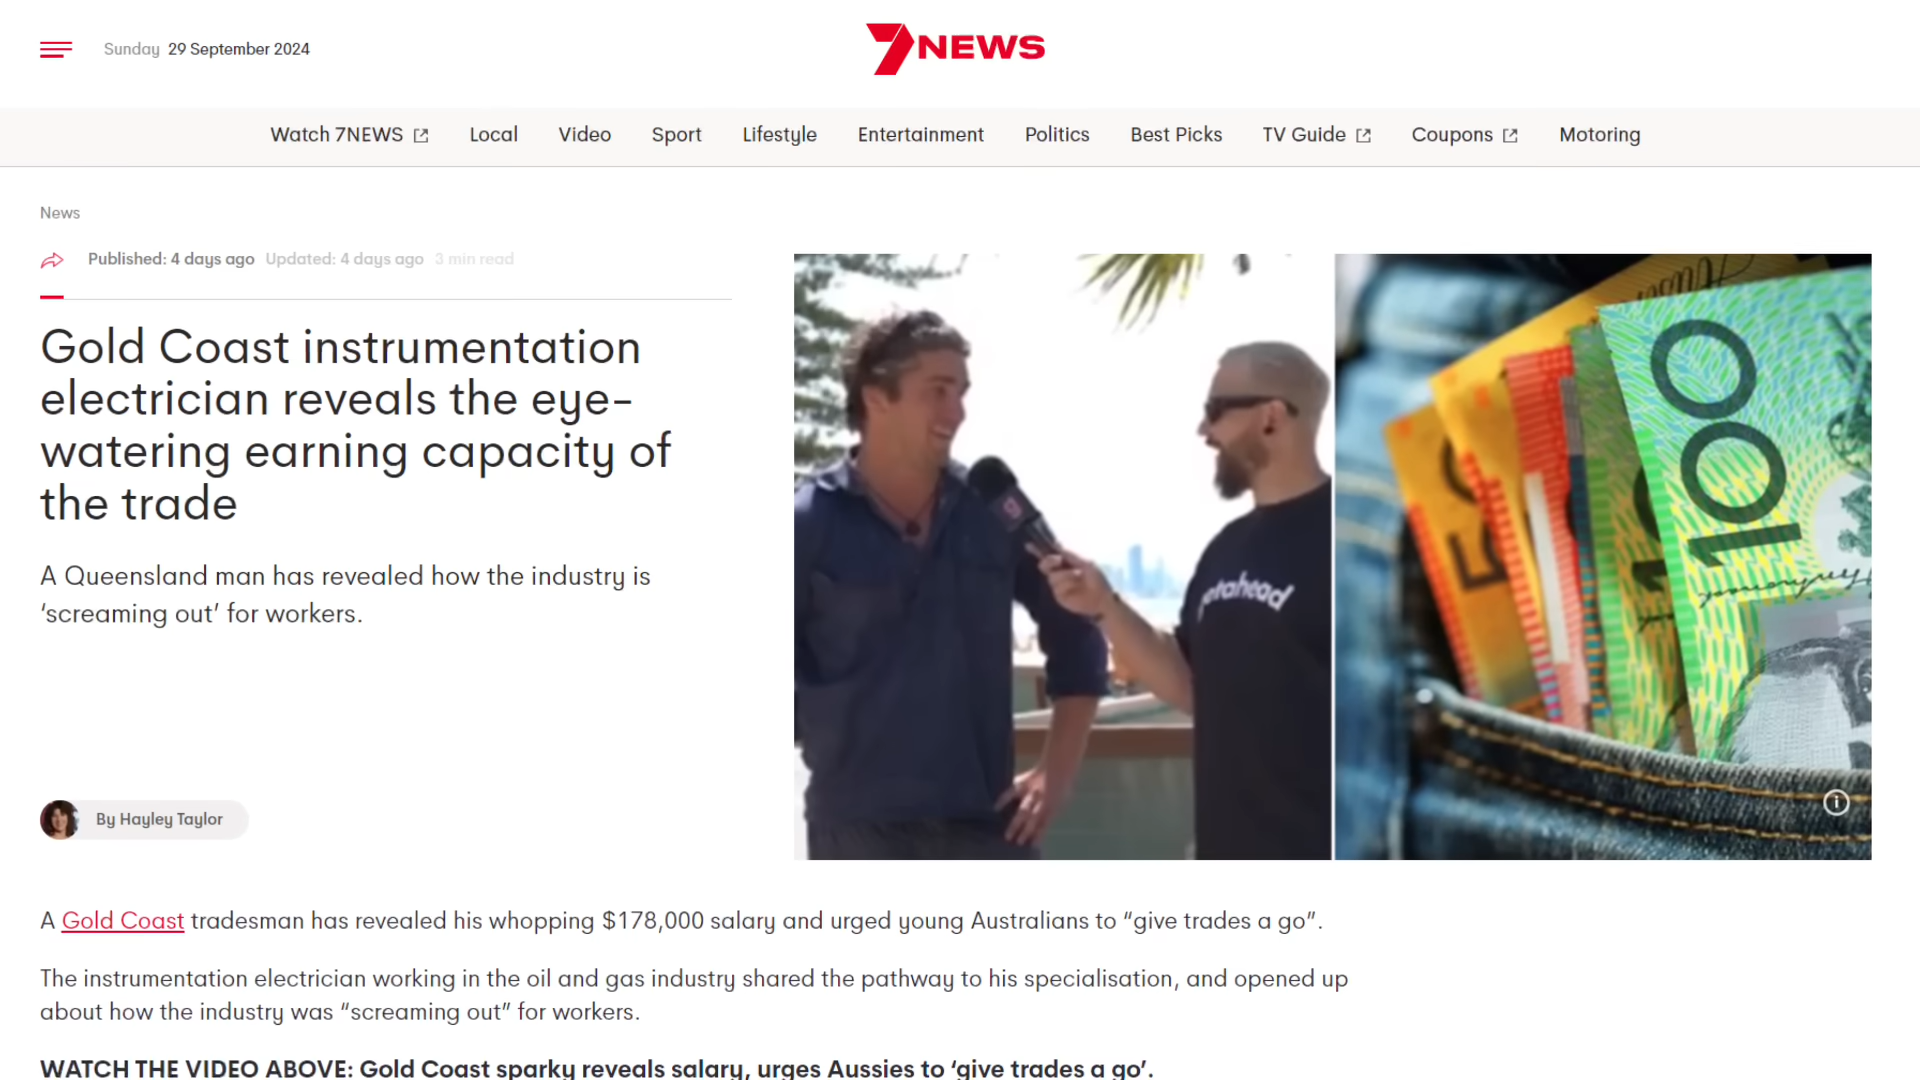 Sunday 29 September 2024
7NEWS
Watch 7NEWS Local Video Sport Lifestyle Entertainment Politics Best Picks TV Guide Coupons Motoring
News
Published: 4 days ago Updated: 4 days ago 3 min read
Gold Coast instrumentation
electrician reveals the eye-
watering earning capacity of
the trade
A Queensland man has revealed how the industry is
‘screaming out’ for workers.
By Hayley Taylor
g
100
A Gold Coast tradesman has revealed his whopping $178,000 salary and urged young Australians to “give trades a go”.
The instrumentation electrician working in the oil and gas industry shared the pathway to his specialisation, and opened up
about how the industry was “screaming out” for workers.
WATCH THE VIDEO ABOVE: Gold Coast sparky reveals salary, urges Aussies to ‘give trades a go’.